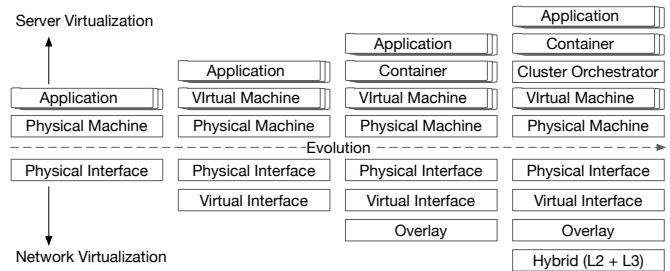 Server Virtualization
Application
Application
Container
Application
Container
Cluster Orchestrator
Application
VIrtual Machine
VIrtual Machine
VIrtual Machine
Application
Physical Machine
Physical Machine
Physical Machine
Physical Machine
Evolution
Physical Interface
Physical Interface
Physical Interface
Physical Interface
Virtual Interface
Virtual Interface
Virtual Interface
Overlay
Overlay
Network Virtualization
Hybrid (L2 + L3)